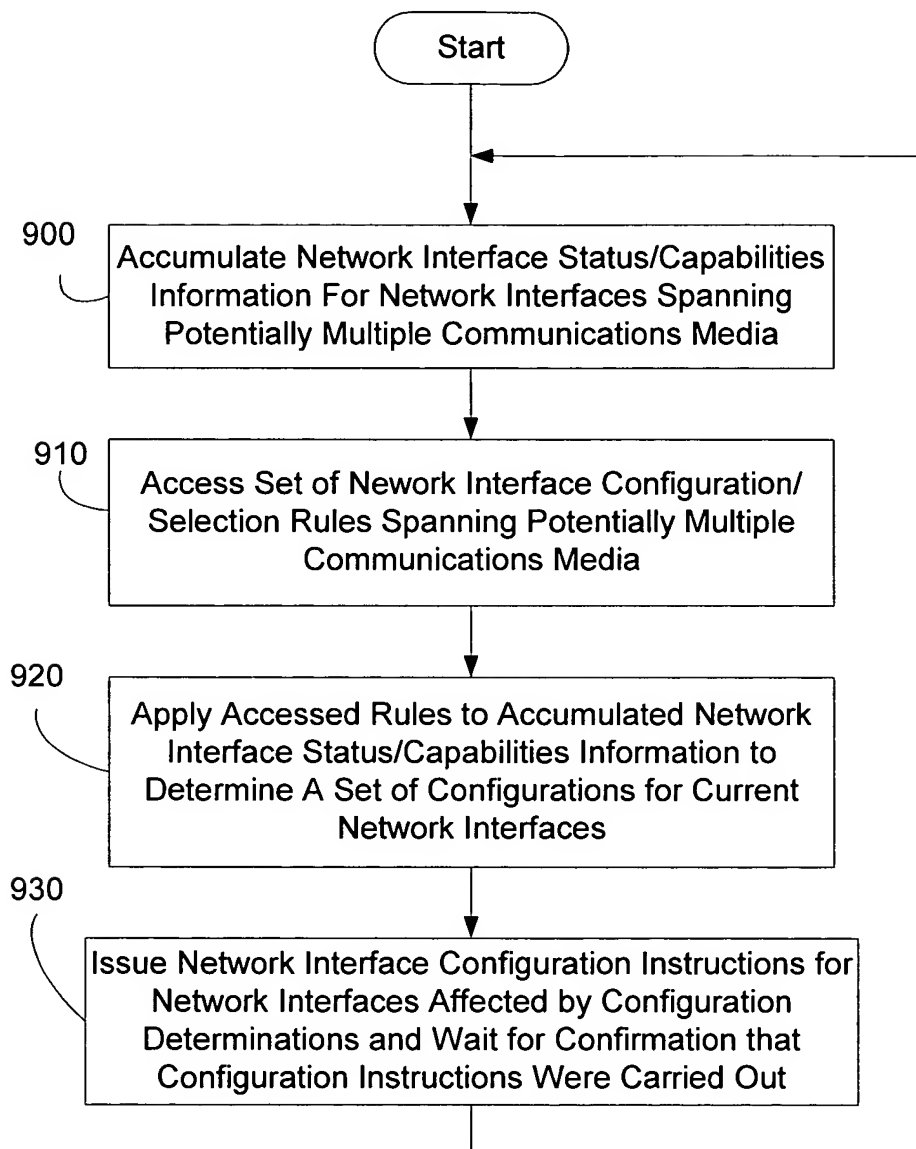 Start
900
Accumulate Network Interface Status/Capabilities
Information For Network Interfaces Spanning
Potentially Multiple Communications Media
910
Access Set of Nework Interface Configuration/
Selection Rules Spanning Potentially Multiple
Communications Media
920
Apply Accessed Rules to Accumulated Network
Interface Status/Capabilities Information to
Determine A Set of Configurations for Current
Network Interfaces
930
Issue Network Interface Configuration Instructions for
Network Interfaces Affected by Configuration
Determinations and Wait for Confirmation that
Configuration Instructions Were Carried Out